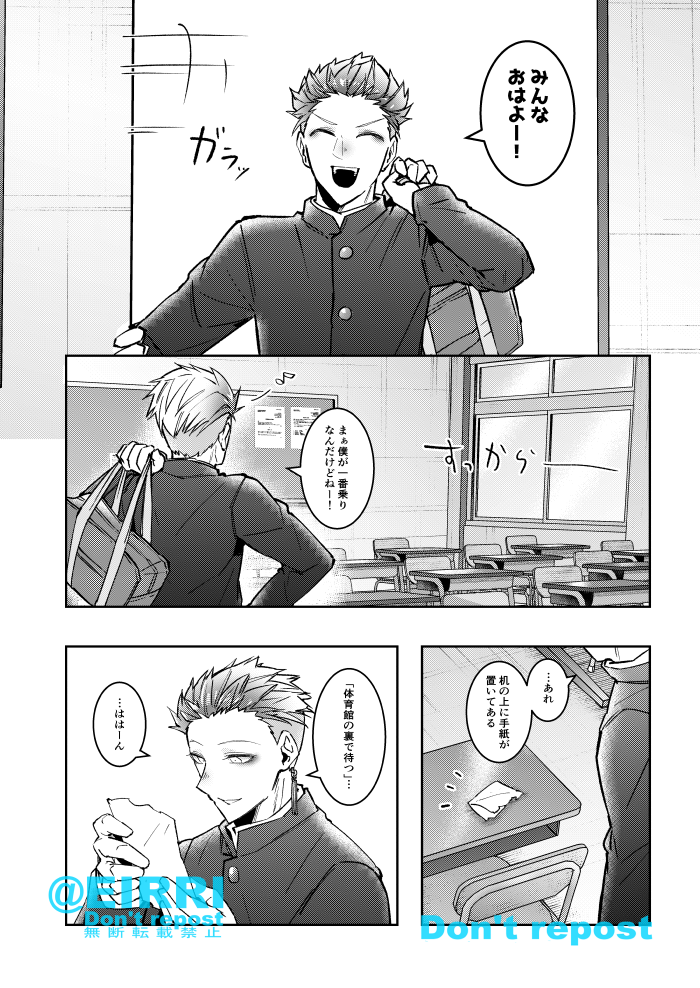 みんな
おはよー！
ガラッ
まぁ僕が一番乗り
なんだけどねー！
すっからーーー
…あれ
机の上に手紙が
置いてある
「体育館の裏で待つ」…
…ははーん
@EIRRI
Don't repost
無断転載禁止
Don't repost